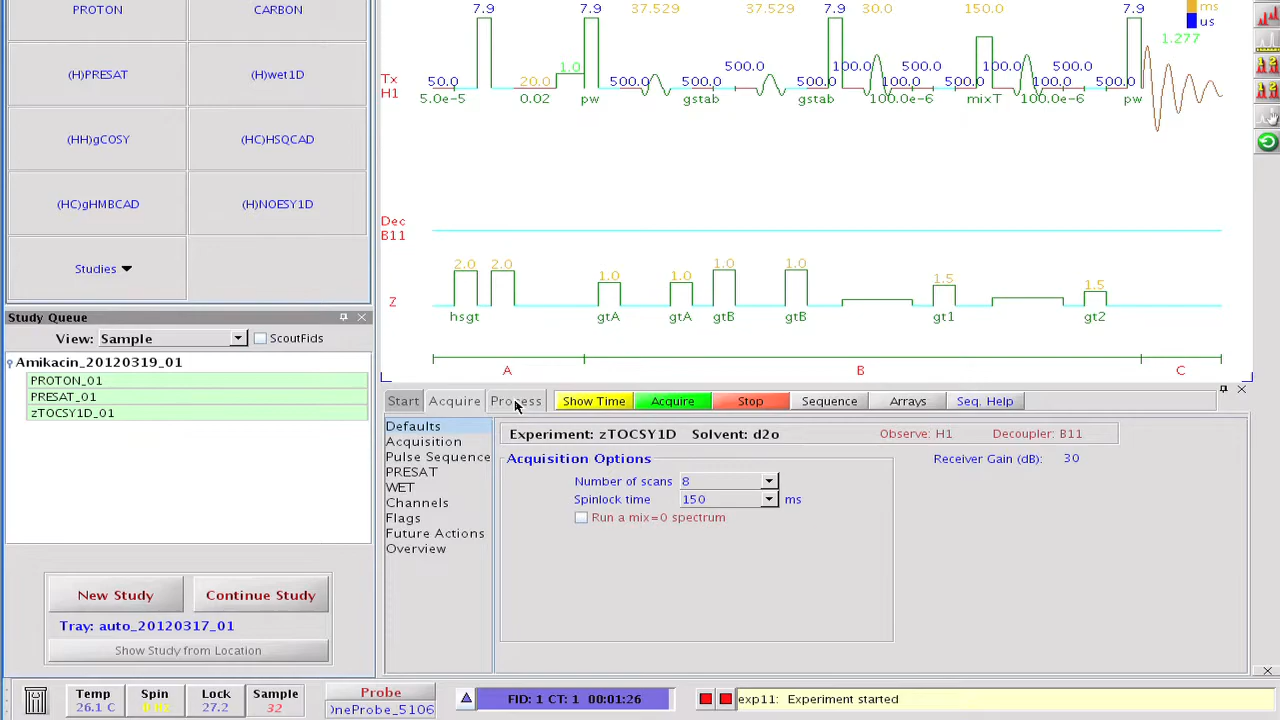 PROTON CARBON
(H)PRESAT (H)wet1D
(HH)gCOSY (HC)HSQCAD
(HC)gHMBCAD (H)NOESY1D
Studies
Study Queue
View: Sample ScoutFids
Amikacin_20120319_01
PROTON_01
PRESAT_01
zTOCSY1D_01
New Study Continue Study
Tray: auto_20120317_01
Show Study from Location
7.9 7.9 37.529 37.529 7.9 30.0 150.0 7.9 ms
us
1.277
Tx
H1
50.0 20.0 1.0 500.0 500.0 500.0 500.0 100.0 100.0 500.0 100.0 500.0 500.0
5.0e-5 0.02 pw gstab gstab 100.0e-6 mixT 100.0e-6 pw
Dec
B11
2.0 2.0 1.0 1.0 1.0 1.0 1.5 1.5
Z
hsgt gtA gtA gtB gtB gt1 gt2
A B C
Start Acquire Process Show Time Acquire Stop Sequence Arrays Seq. Help
Defaults
Acquisition
Pulse Sequence
PRESAT
WET
Channels
Flags
Future Actions
Overview
Experiment: zTOCSY1D Solvent: d2o Observe: H1 Decoupler: B11
Acquisition Options Receiver Gain (dB): 30
Number of scans 8
Spinlock time 150 ms
Run a mix=0 spectrum
Temp Spin Lock Sample Probe
26.1 C 27.2 32
FID: 1 CT: 1 00:01:26
exp11: Experiment started